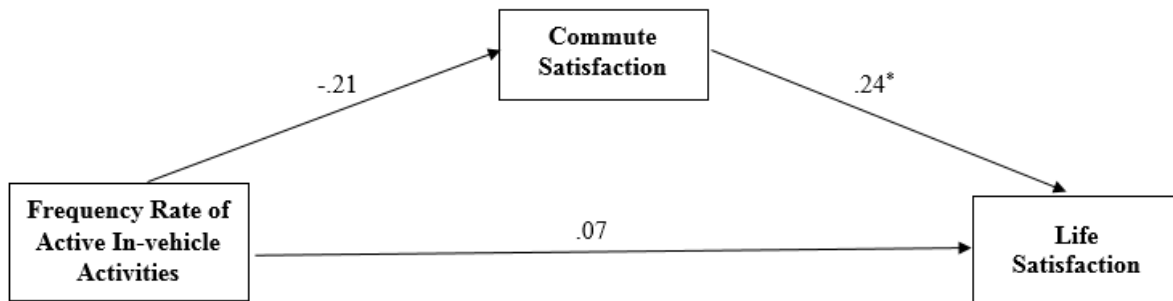 Commute
Satisfaction
-.21
.24*
Frequency Rate of
Active In-vehicle
Activities
.07
Life
Satisfaction